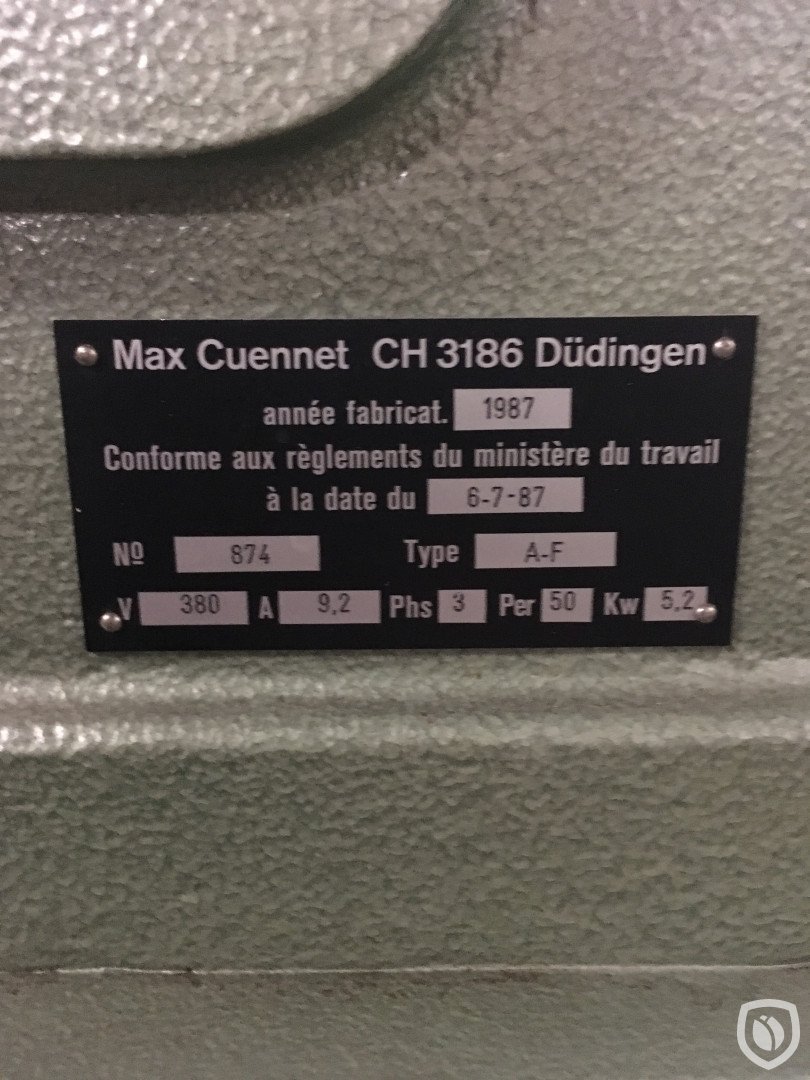 Max Cuennet CH 3186 Düdingen
année fabricat. 1987
Conforme aux règlements du ministère du travail
à la date du 6-7-87
Nº 874 Type A-F
V 380 A 9,2 Phs 3 Per 50 Kw 5,2